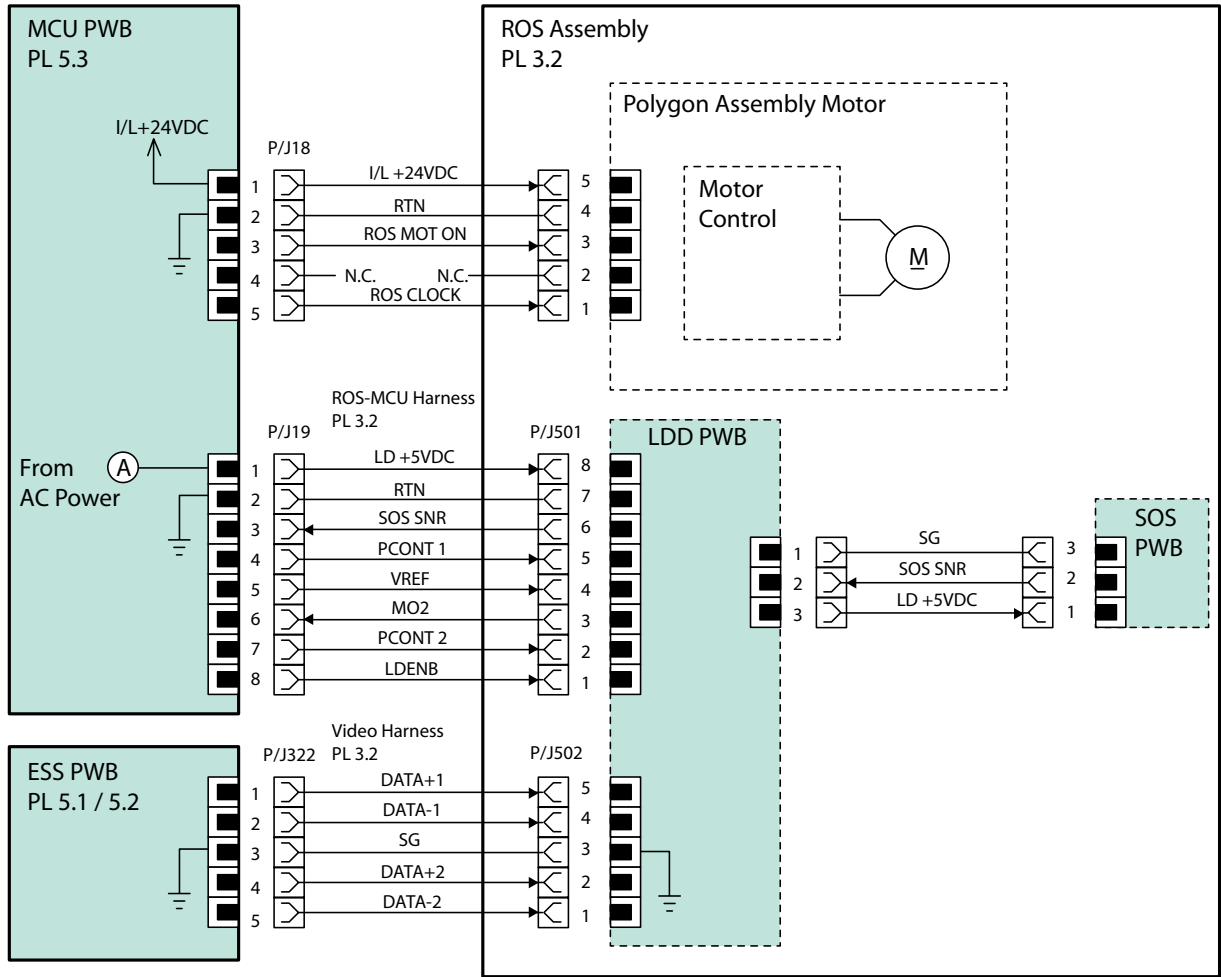 MCU PWB
PL 5.3
I/L+24VDC
P/J18
1
2
3
4
5
I/L +24VDC
RTN
ROS MOT ON
N.C. N.C.
ROS CLOCK
5
4
3
2
1
ROS Assembly
PL 3.2
Polygon Assembly Motor
Motor
Control
M
From
AC Power
A
ROS-MCU Harness
PL 3.2
P/J19
1
2
3
4
5
6
7
8
LD +5VDC
RTN
SOS SNR
PCONT 1
VREF
MO2
PCONT 2
LDENB
P/J501
8
7
6
5
4
3
2
1
LDD PWB
1
2
3
SG
SOS SNR
LD +5VDC
3
2
1
SOS
PWB
ESS PWB
PL 5.1 / 5.2
Video Harness
PL 3.2
P/J322
1
2
3
4
5
DATA+1
DATA-1
SG
DATA+2
DATA-2
P/J502
5
4
3
2
1